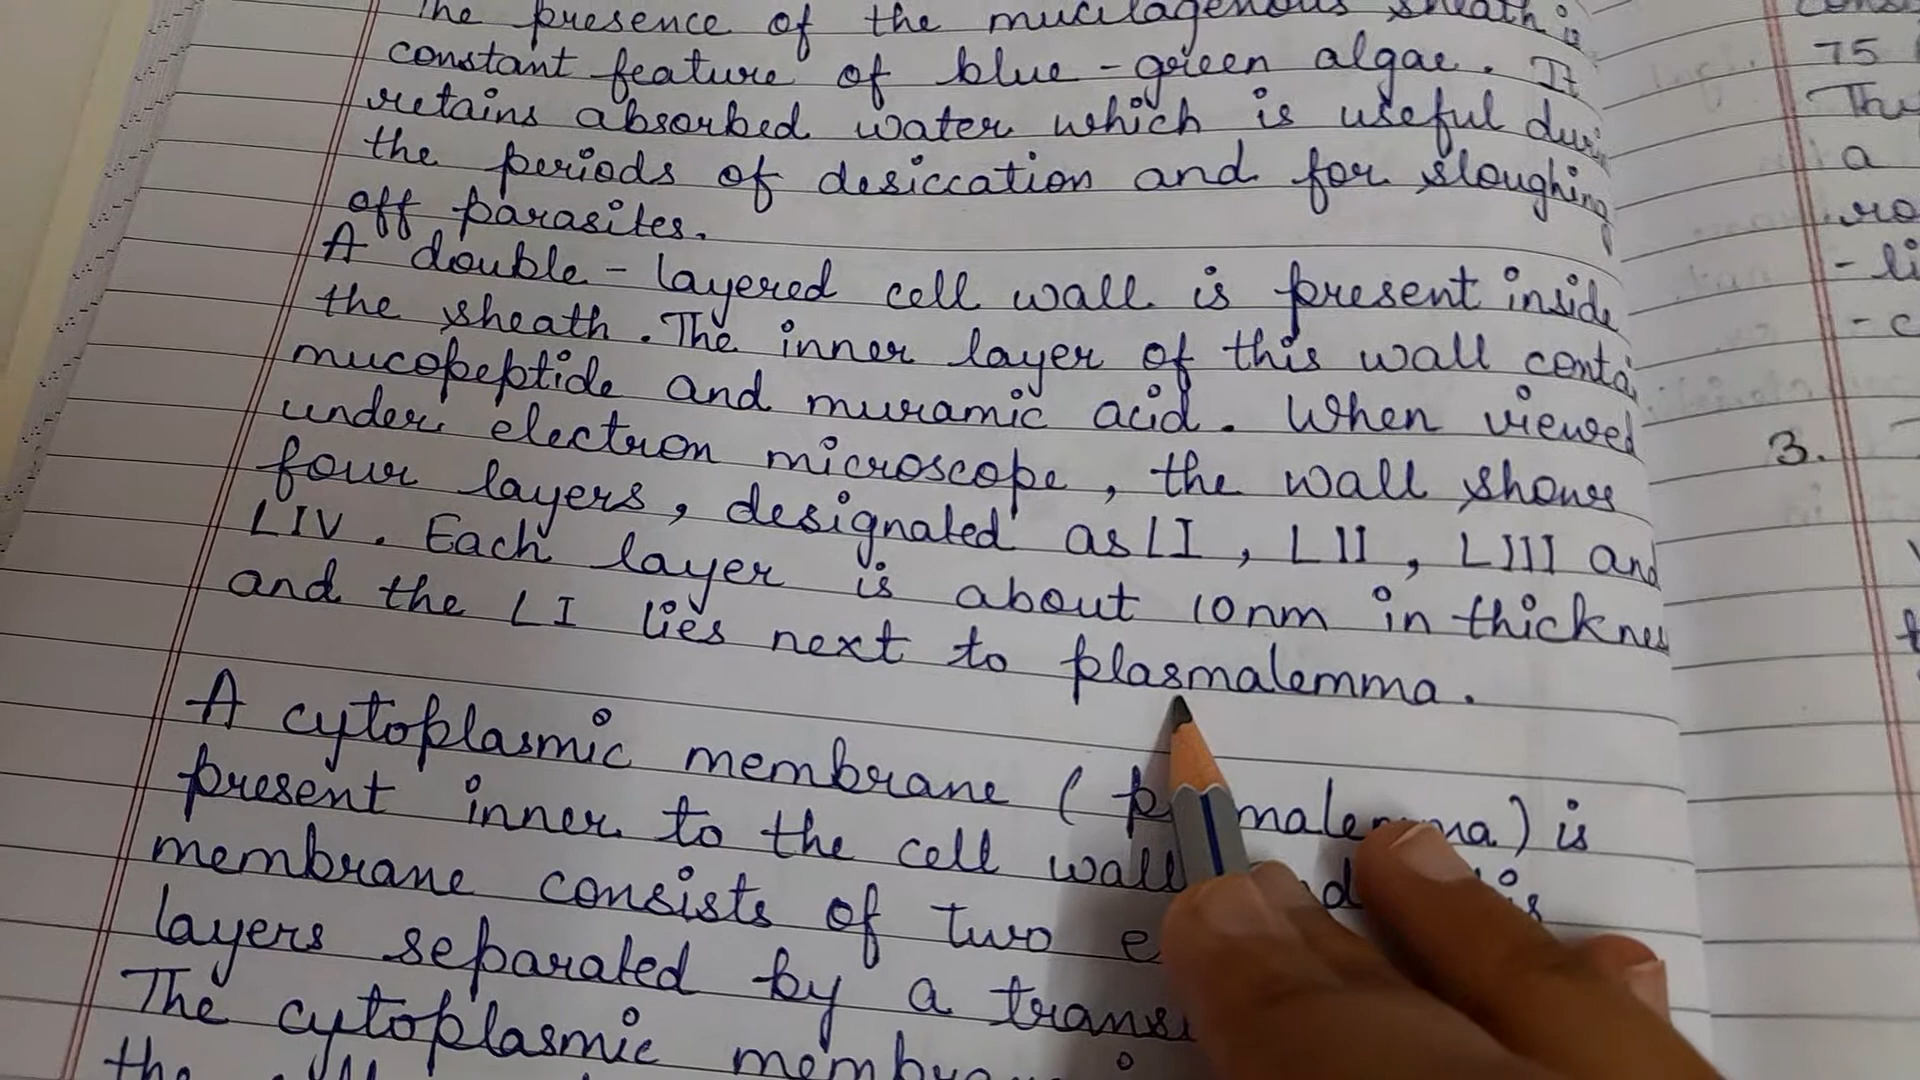 The presence of the mucilagenous sheath is
constant feature of blue-green algae. It
retains absorbed water which is useful
the periods of desiccation and for sloughing
off parasites.
A double-layered cell wall is present inside
the sheath. The inner layer of this wall
mucopeptide and muramic acid. When viewed
under electron microscope, the wall shows
four layers, designated as LI, LII, LIII and
LIV. Each layer is about 10nm in
and the LI lies next to plasmalemma.
A cytoplasmic membrane ( ) is
present inner to the cell wall
membrane consists of two
layers separated by a
The cytoplasmic
the
75
a
3.